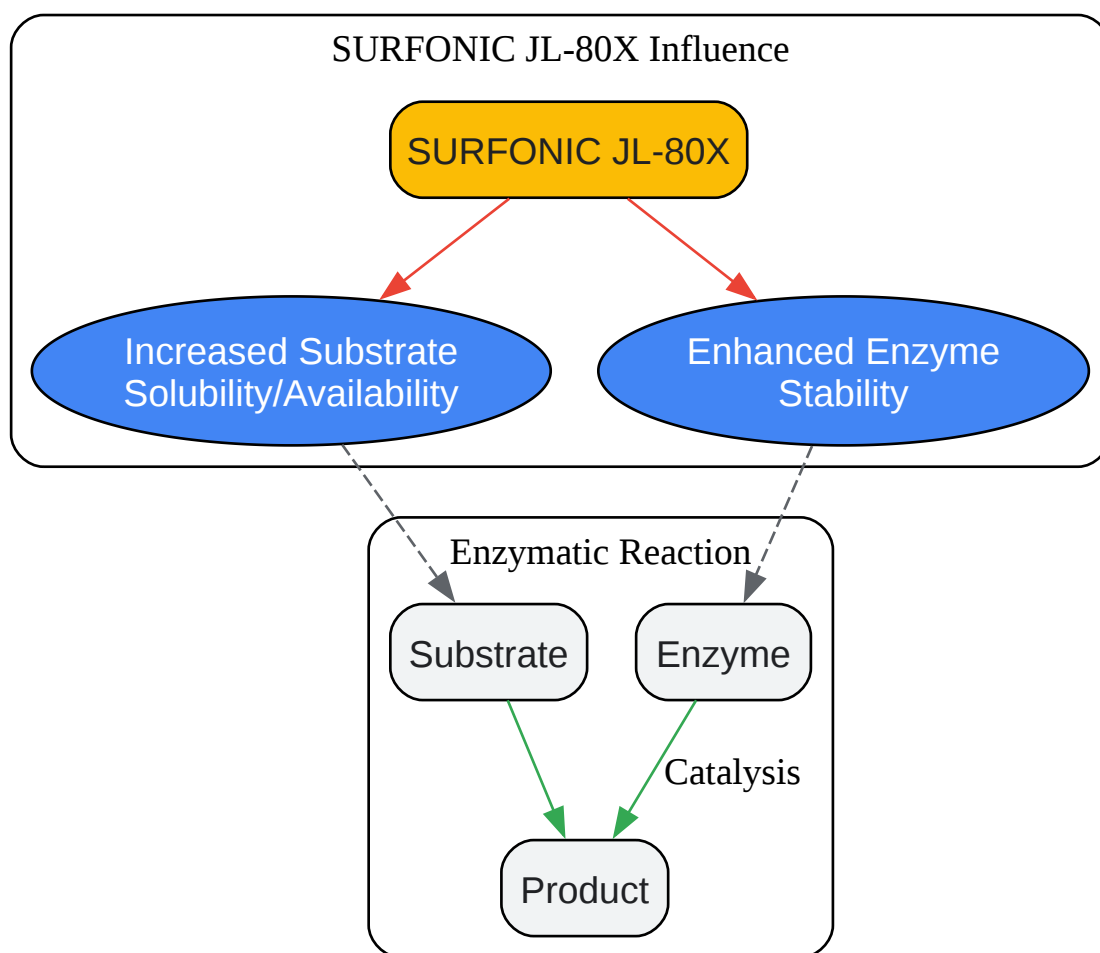 SURFONIC JL-80X Influence
SURFONIC JL-80X
Increased Substrate
Solubility/Availability
Enhanced Enzyme
Stability
Enzymatic Reaction
Substrate
Enzyme
Catalysis
Product